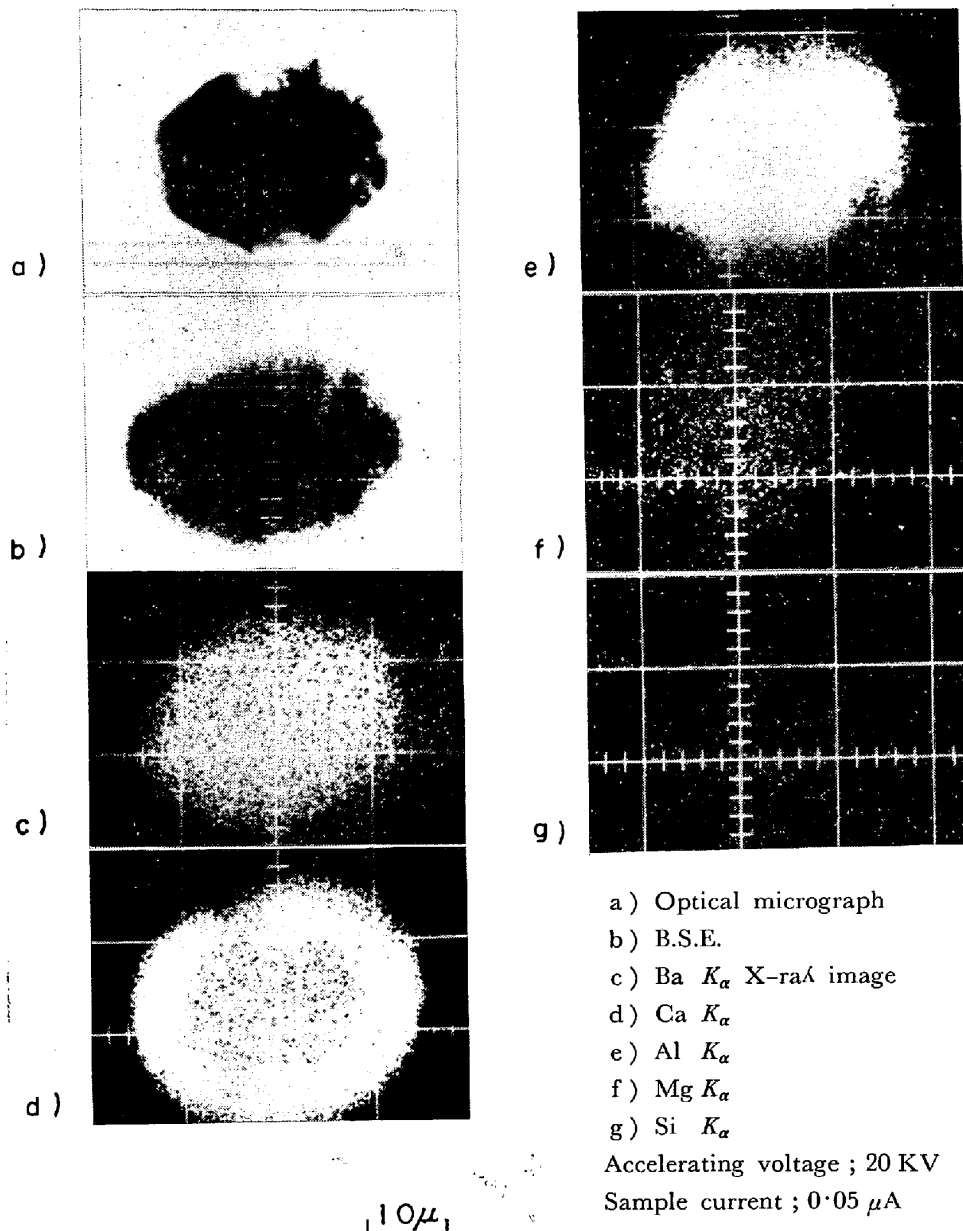 a )
b )
c )
d )
10μ
e )
f )
g )
a ) Optical micrograph
b ) B.S.E.
c ) Ba Kα X-raʎ image
d ) Ca Kα
e ) Al Kα
f ) Mg Kα
g ) Si Kα
Accelerating voltage ; 20 KV
Sample current ; 0·05 μA